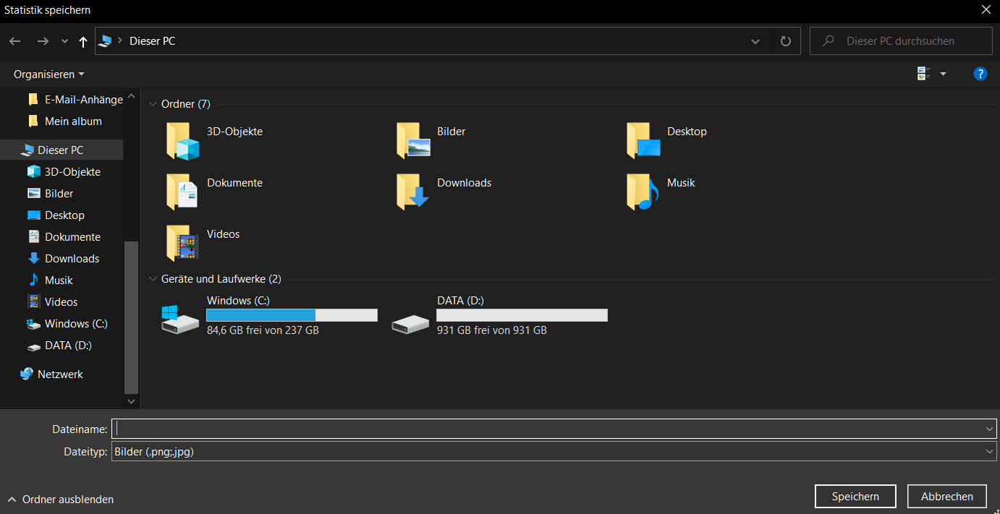 Statistik speichern
Dieser PC
Dieser PC durchsuchen
Organisieren
?
E-Mail-Anhänge
Mein album
Dieser PC
3D-Objekte
Bilder
Desktop
Dokumente
Downloads
Musik
Videos
Windows (C:)
DATA (D:)
Netzwerk
Ordner (7)
3D-Objekte
Bilder
Desktop
Dokumente
Downloads
Musik
Videos
Geräte und Laufwerke (2)
Windows (C:)
84,6 GB frei von 237 GB
DATA (D:)
931 GB frei von 931 GB
Dateiname:
Dateityp: Bilder (.png;.jpg)
Ordner ausblenden
Speichern
Abbrechen